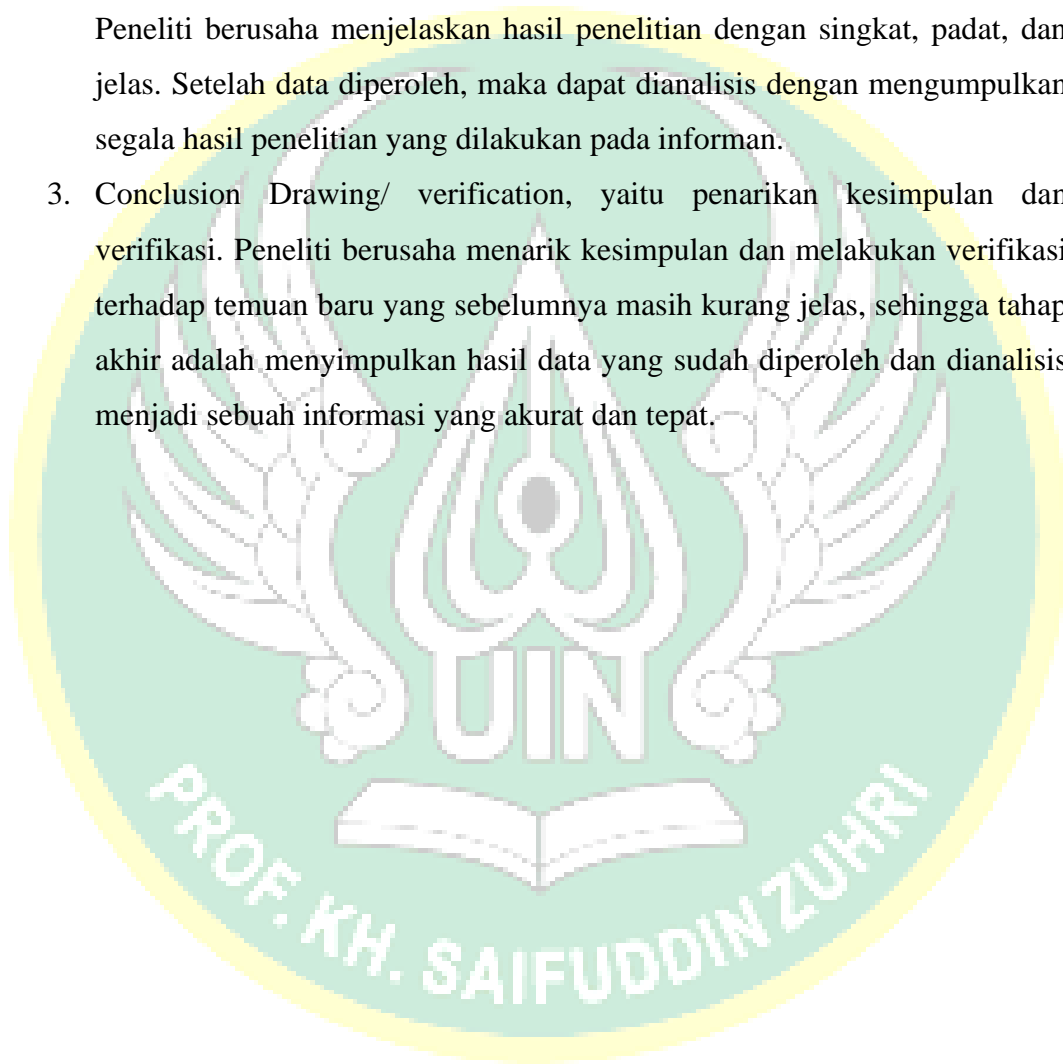 Peneliti berusaha menjelaskan hasil penelitian dengan singkat, padat, dan
jelas. Setelah data diperoleh, maka dapat dianalisis dengan mengumpulkan
segala hasil penelitian yang dilakukan pada informan.
3. Conclusion Drawing/ verification, yaitu penarikan kesimpulan dan
verifikasi. Peneliti berusaha menarik kesimpulan dan melakukan verifikasi
terhadap temuan baru yang sebelumnya masih kurang jelas, sehingga tahap
akhir adalah menyimpulkan hasil data yang sudah diperoleh dan dianalisis
menjadi sebuah informasi yang akurat dan tepat.
UIN
PROF. KH. SAIFUDDIN ZUHRI